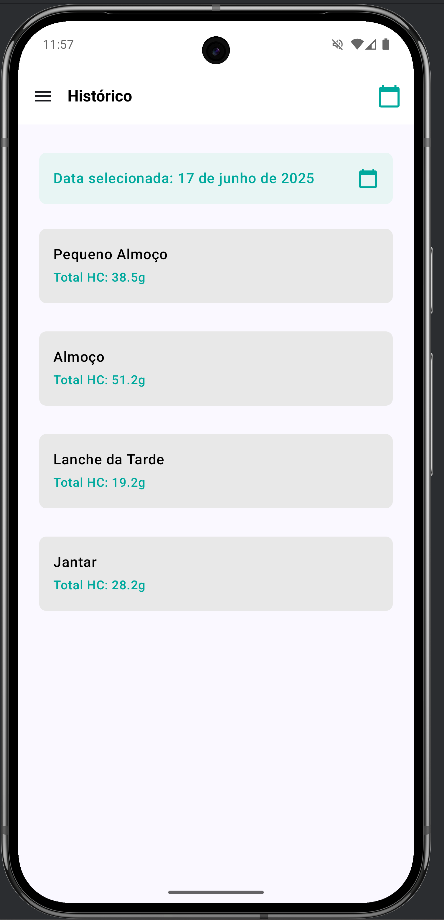 11:57
Histórico
Data selecionada: 17 de junho de 2025
Pequeno Almoço
Total HC: 38.5g
Almoço
Total HC: 51.2g
Lanche da Tarde
Total HC: 19.2g
Jantar
Total HC: 28.2g